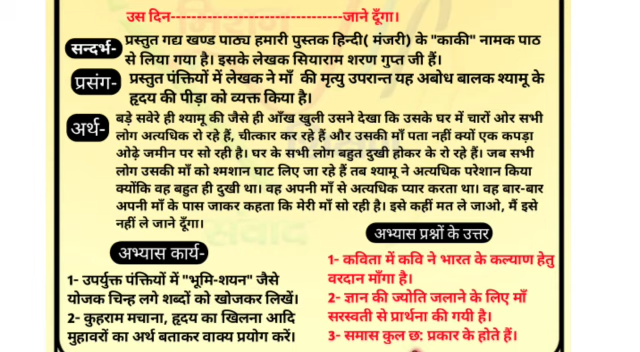 उस दिन---------------------------------जाने दूँगा।
सन्दर्भ- प्रस्तुत गद्य खण्ड पाठ्य हमारी पुस्तक हिन्दी( मंजरी) के "काकी" नामक पाठ
से लिया गया है। इसके लेखक सियाराम शरण गुप्त जी हैं।
प्रसंग- प्रस्तुत पंक्तियों में लेखक ने माँ की मृत्यु उपरान्त यह अबोध बालक श्यामू के
हृदय की पीड़ा को व्यक्त किया है।
अर्थ- बड़े सवेरे ही श्यामू की जैसे ही आँख खुली उसने देखा कि उसके घर में चारों ओर सभी
लोग अत्यधिक रो रहे हैं, चीत्कार कर रहे हैं और उसकी माँ पता नहीं क्यों एक कपड़ा
ओढ़े जमीन पर सो रही है। घर के सभी लोग बहुत दुखी होकर के रो रहे हैं। जब सभी
लोग उसकी माँ को श्मशान घाट लिए जा रहे हैं तब श्यामू ने अत्यधिक परेशान किया
क्योंकि वह बहुत ही दुखी था। वह अपनी माँ से अत्यधिक प्यार करता था। वह बार-बार
अपनी माँ के पास जाकर कहता कि मेरी माँ सो रही है। इसे कहीं मत ले जाओ, मैं इसे
नहीं ले जाने दूँगा।
अभ्यास कार्य-
1- उपर्युक्त पंक्तियों में "भूमि-शयन" जैसे
योजक चिन्ह लगे शब्दों को खोजकर लिखें।
2- कुहराम मचाना, हृदय का खिलना आदि
मुहावरों का अर्थ बताकर वाक्य प्रयोग करें।
अभ्यास प्रश्नों के उत्तर
1- कविता में कवि ने भारत के कल्याण हेतु
वरदान माँगा है।
2- ज्ञान की ज्योति जलाने के लिए माँ
सरस्वती से प्रार्थना की गयी है।
3- समास कुल छ: प्रकार के होते हैं।
संवाद